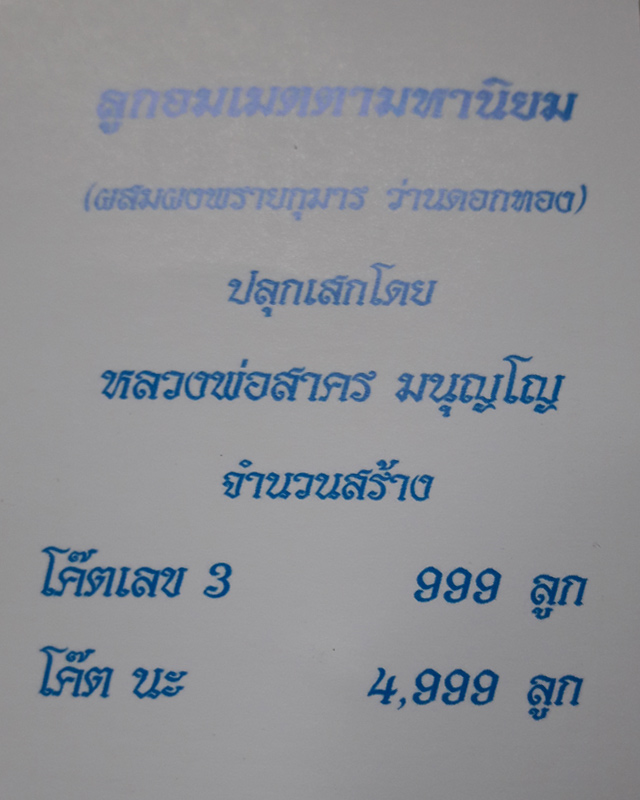 ลูกอมเมตตามหานิยม
(ผสมผงพรายกุมาร ว่านดอกทอง)
ปลุกเสกโดย
หลวงพ่อสาคร มนุญโญ
จำนวนสร้าง
โค๊ตเลข 3 999 ลูก
โค๊ต นะ 4,999 ลูก